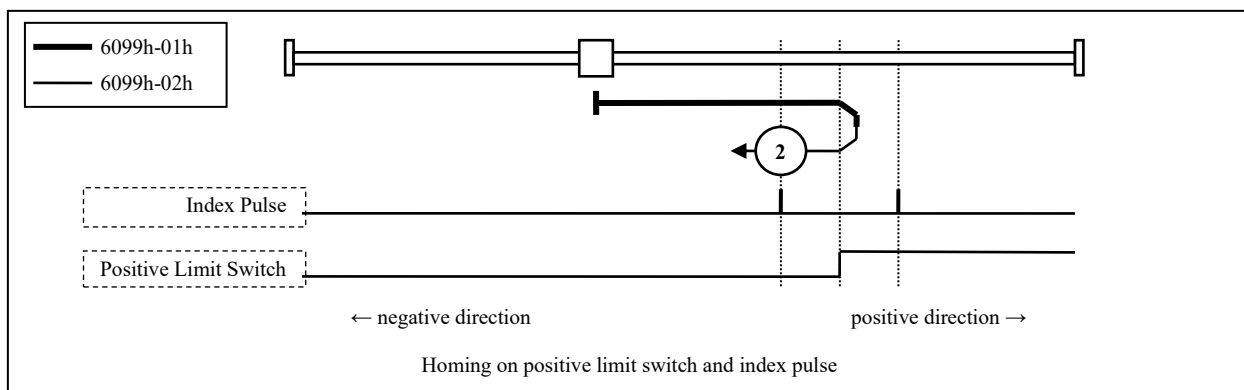 6099h-01h
6099h-02h
2
Index Pulse
Positive Limit Switch
← negative direction
positive direction →
Homing on positive limit switch and index pulse